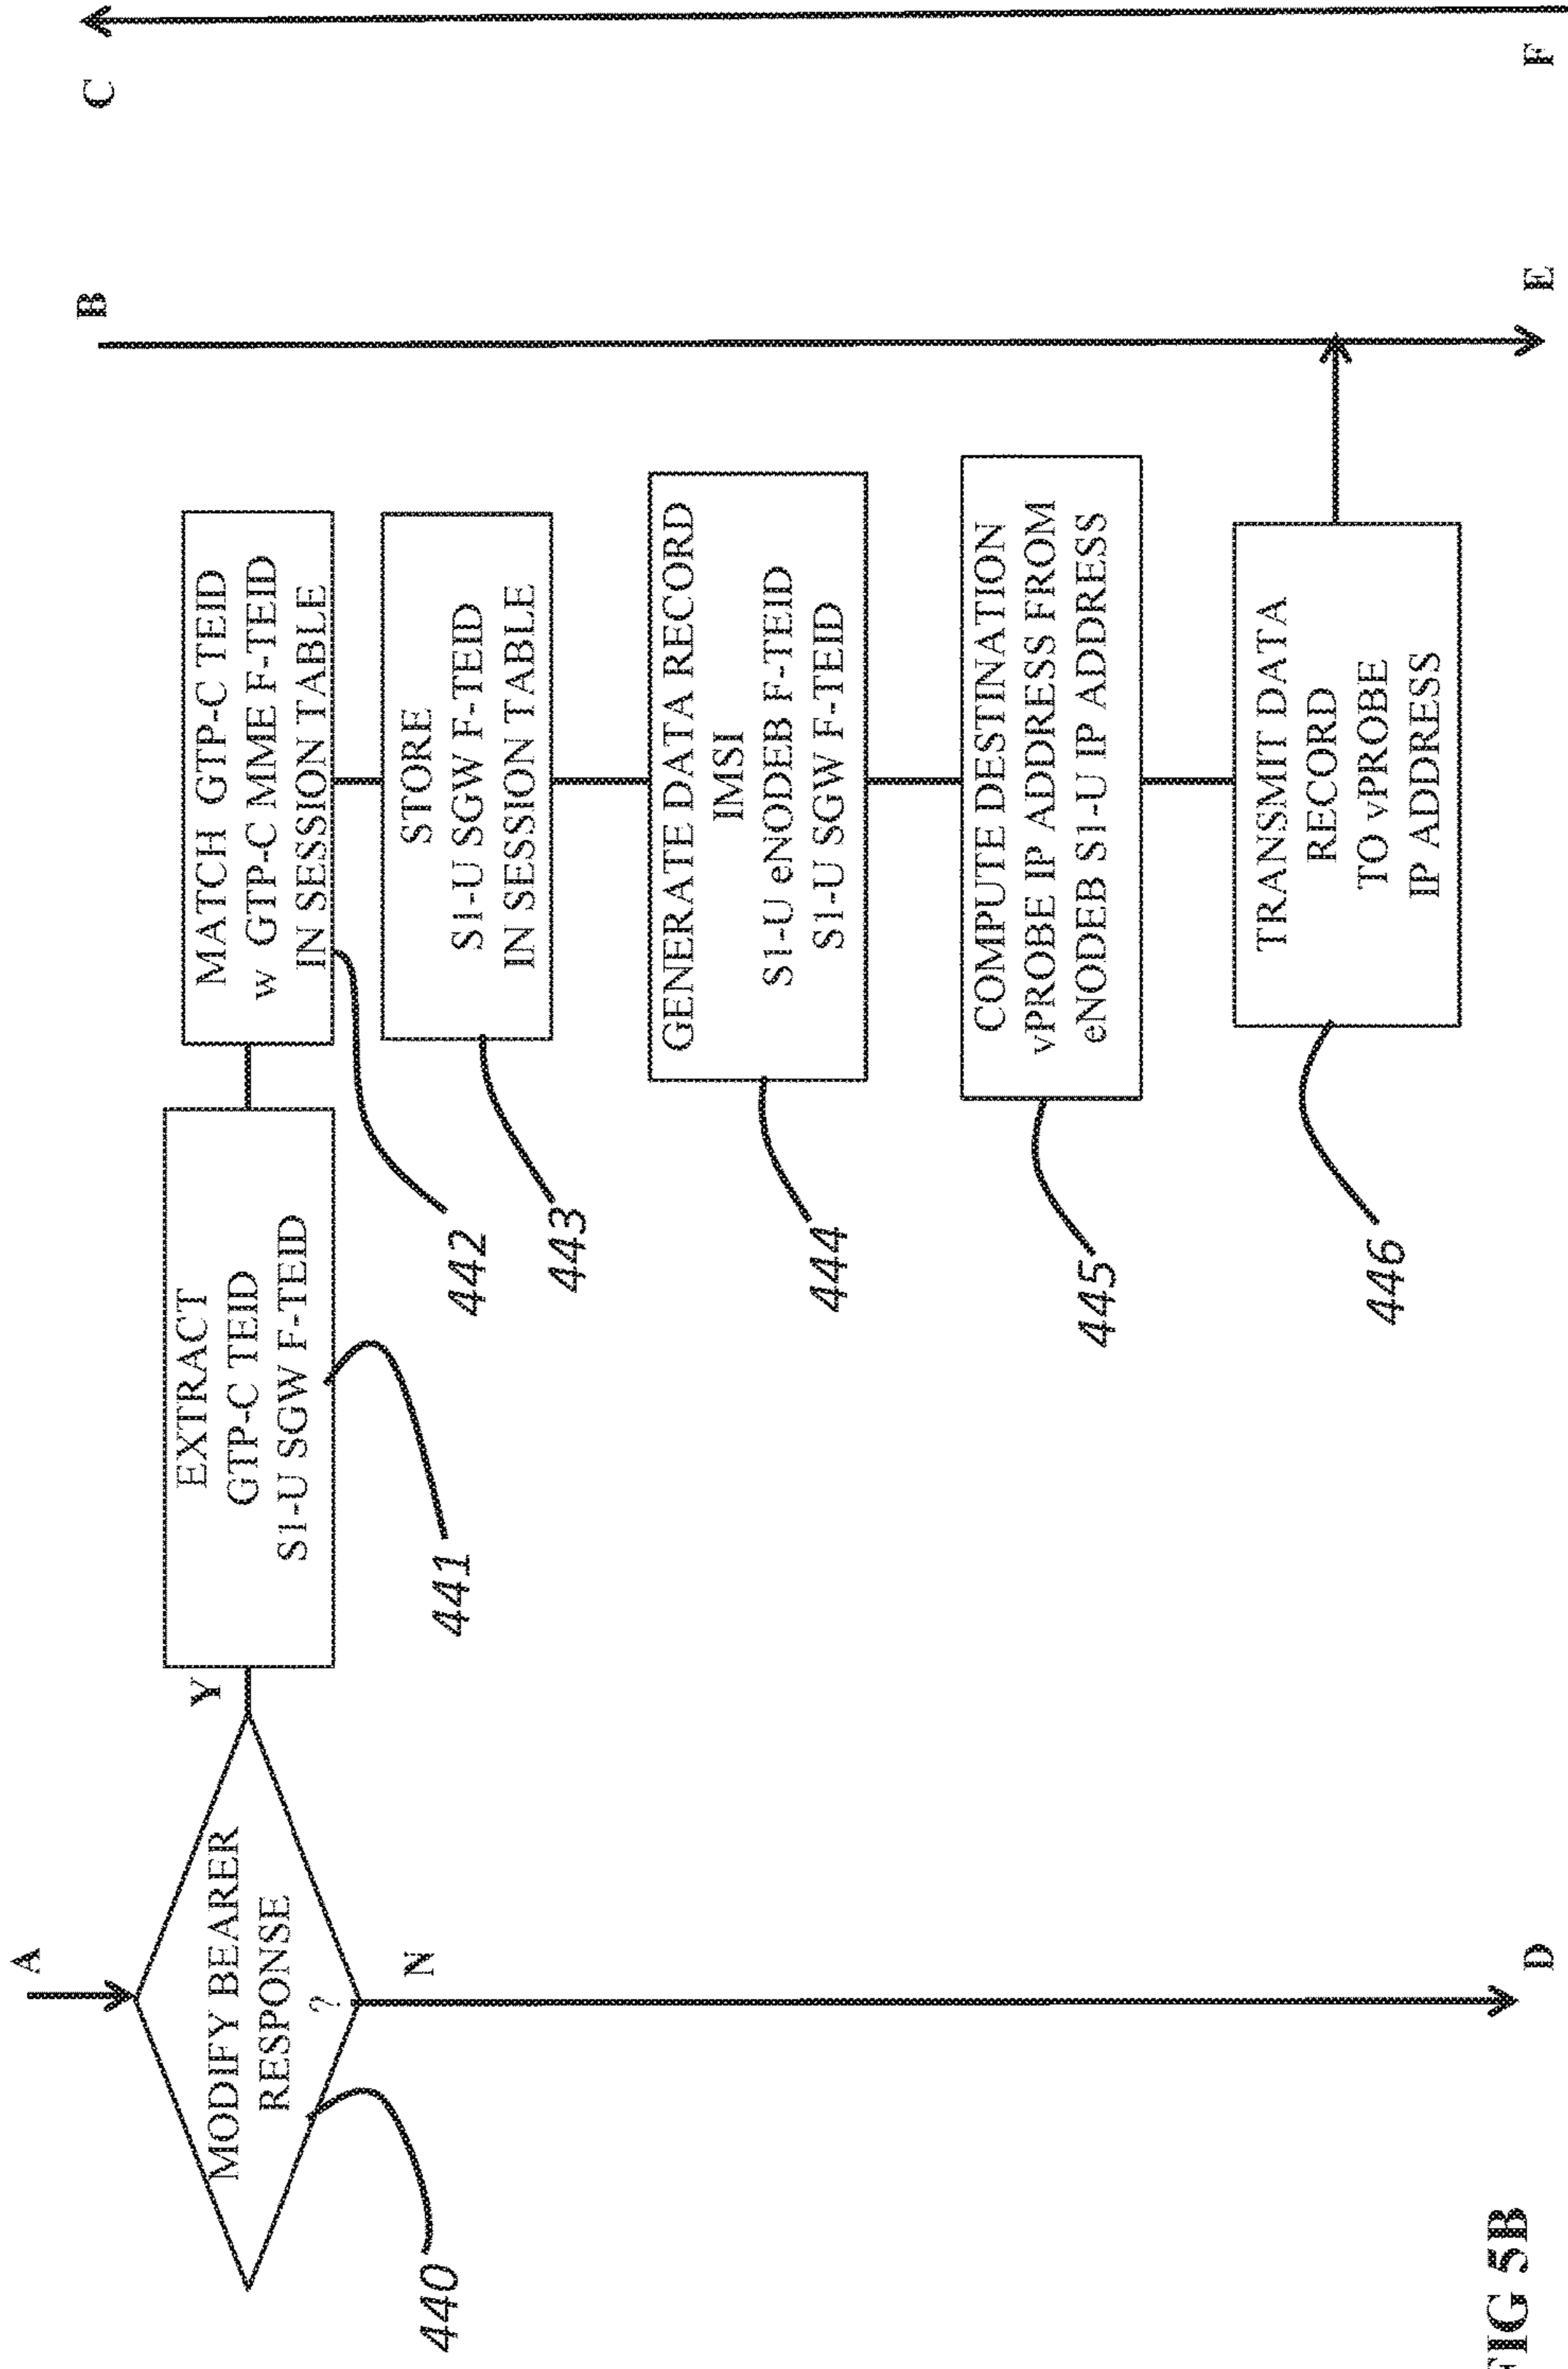 A
B
C
MODIFY BEARER
RESPONSE
?
440
Y
N
EXTRACT
GTP-C TEID
S1-U SGW F-TEID
441
MATCH GTP-C TEID
w GTP-C MME F-TEID
IN SESSION TABLE
442
STORE
S1-U SGW F-TEID
IN SESSION TABLE
443
GENERATE DATA RECORD
IMSI
S1-U eNODEB F-TEID
S1-U SGW F-TEID
444
COMPUTE DESTINATION
vPROBE IP ADDRESS FROM
eNODEB S1-U IP ADDRESS
445
TRANSMIT DATA
RECORD
TO vPROBE
IP ADDRESS
446
D
E
F
FIG 5B